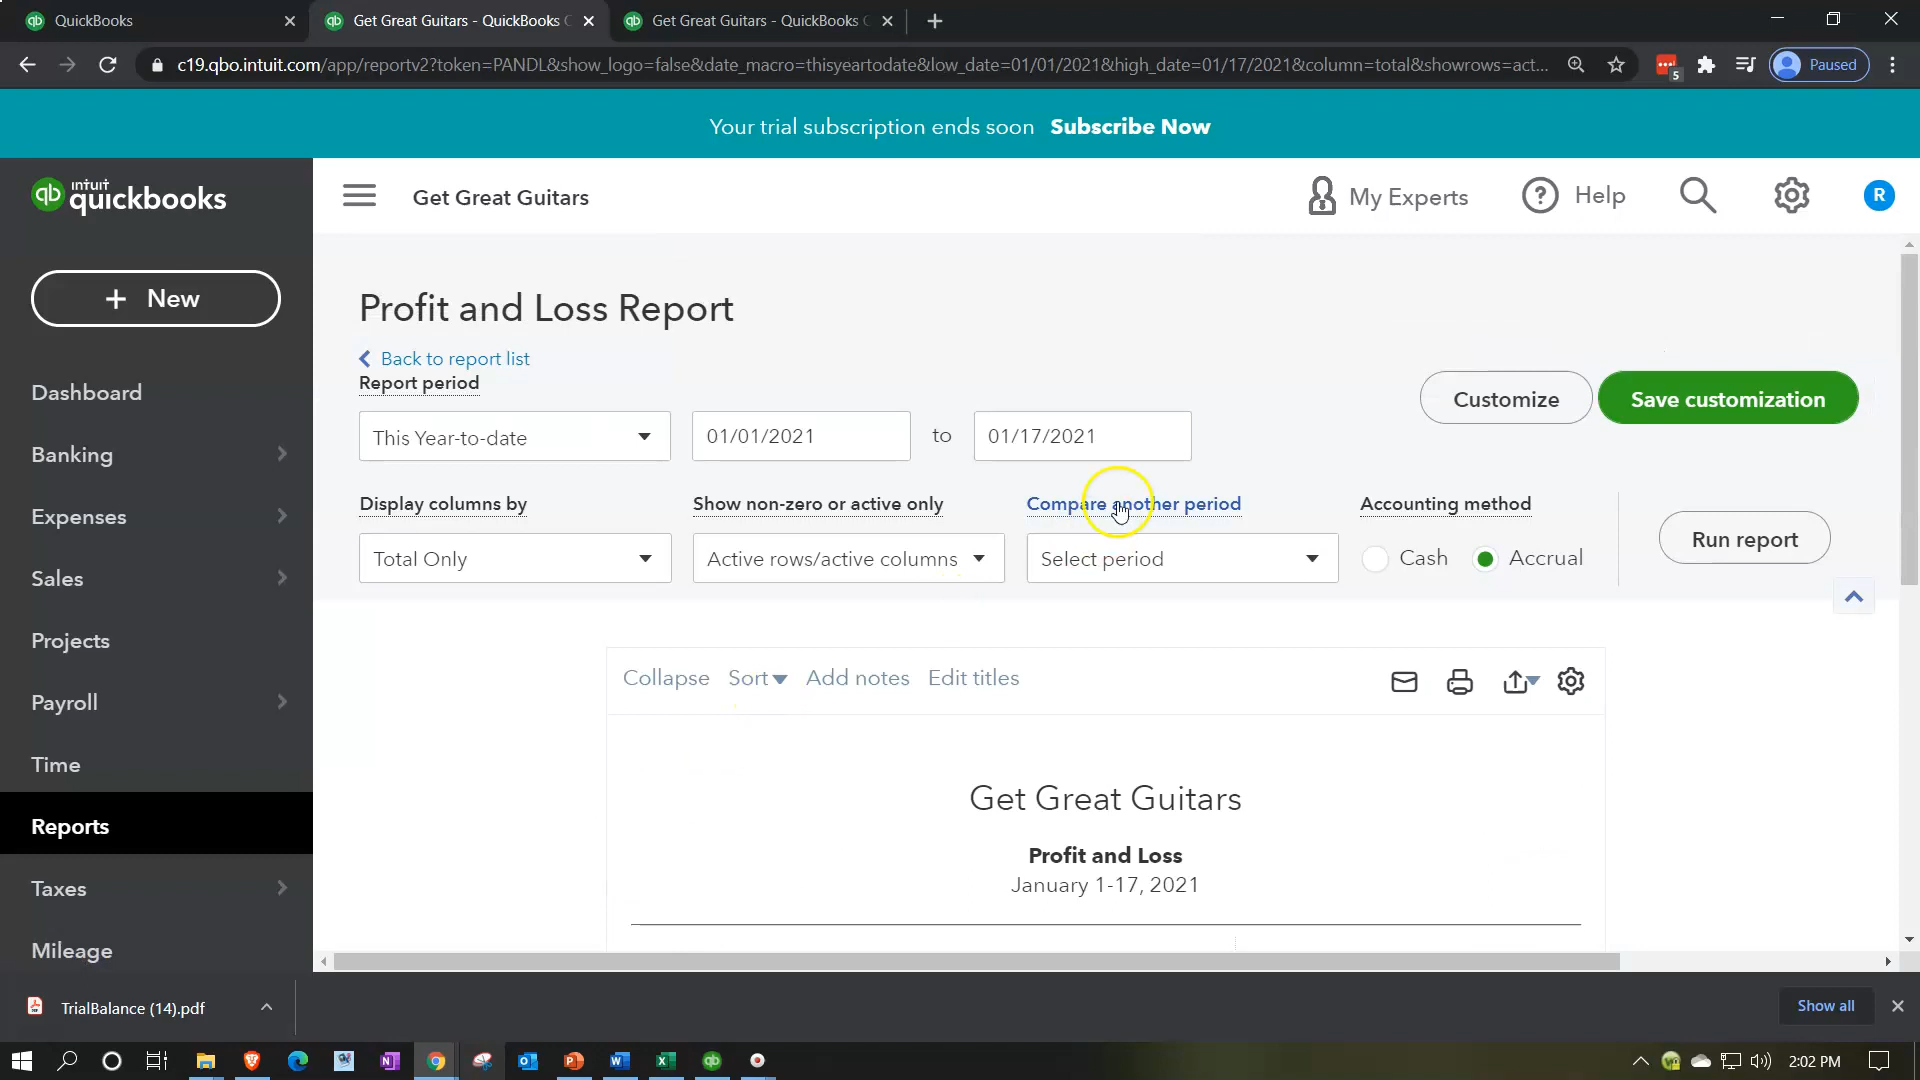 QuickBooks
Get Great Guitars - QuickBooks C
Get Great Guitars - QuickBooks C
c19.qbo.intuit.com/app/reportv2?token=PANDL&show_logo=false&date_macro=thisyeartodate&low_date=01/01/2021&high_date=01/17/2021&column=total&showrows=act...
5
Paused
Your trial subscription ends soon Subscribe Now
qb intuit quickbooks
Get Great Guitars
My Experts
? Help
R
+ New
Profit and Loss Report
Back to report list
Report period
Customize
Save customization
This Year-to-date
01/01/2021 to 01/17/2021
Display columns by
Show non-zero or active only
Compare another period
Accounting method
Total Only
Active rows/active columns
Select period
Cash
Accrual
Run report
Dashboard
Banking
Expenses
Sales
Projects
Payroll
Time
Reports
Taxes
Mileage
Collapse Sort Add notes Edit titles
Get Great Guitars
Profit and Loss
January 1-17, 2021
TrialBalance (14).pdf
Show all
2:02 PM